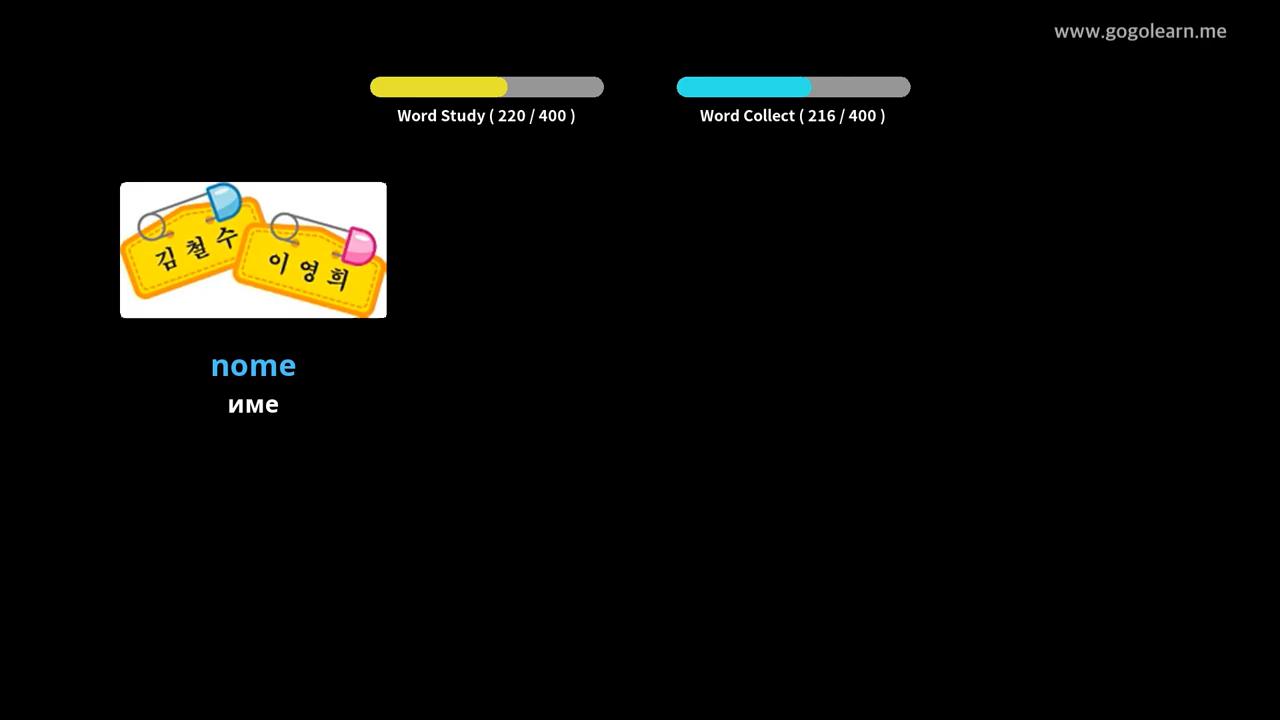 www.gogolearn.me
Word Study ( 220 / 400 )
Word Collect ( 216 / 400 )
김철수
이영희
nome
име